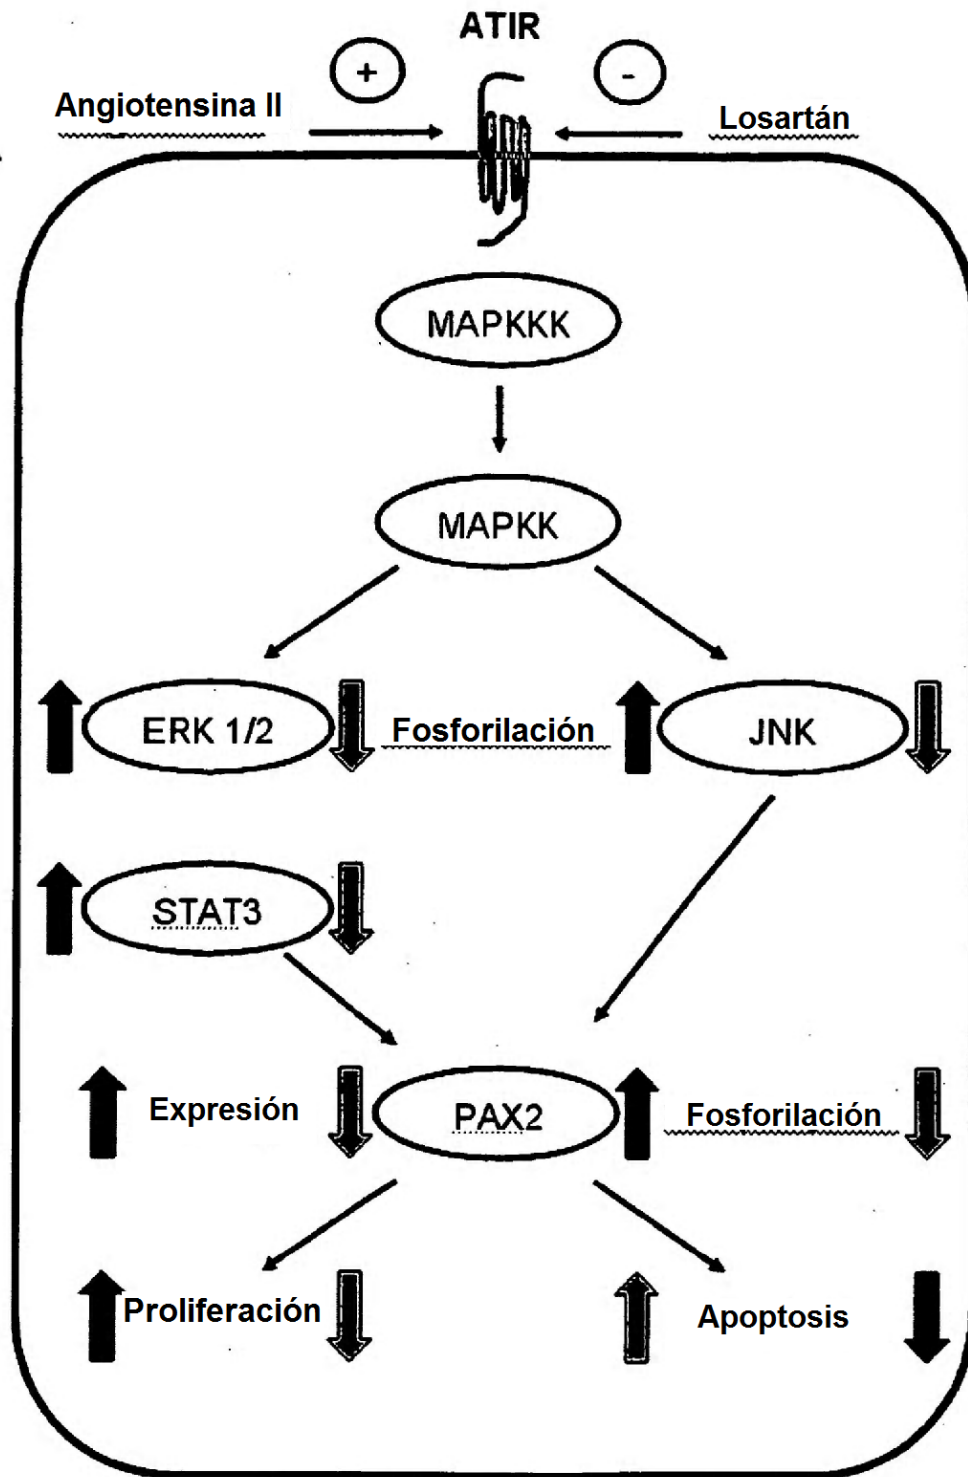 ATIR
+
-
Angiotensina II
Losartán
MAPKKK
MAPKK
ERK 1/2
Fosforilación
JNK
STAT3
Expresión
PAX2
Fosforilación
Proliferación
Apoptosis